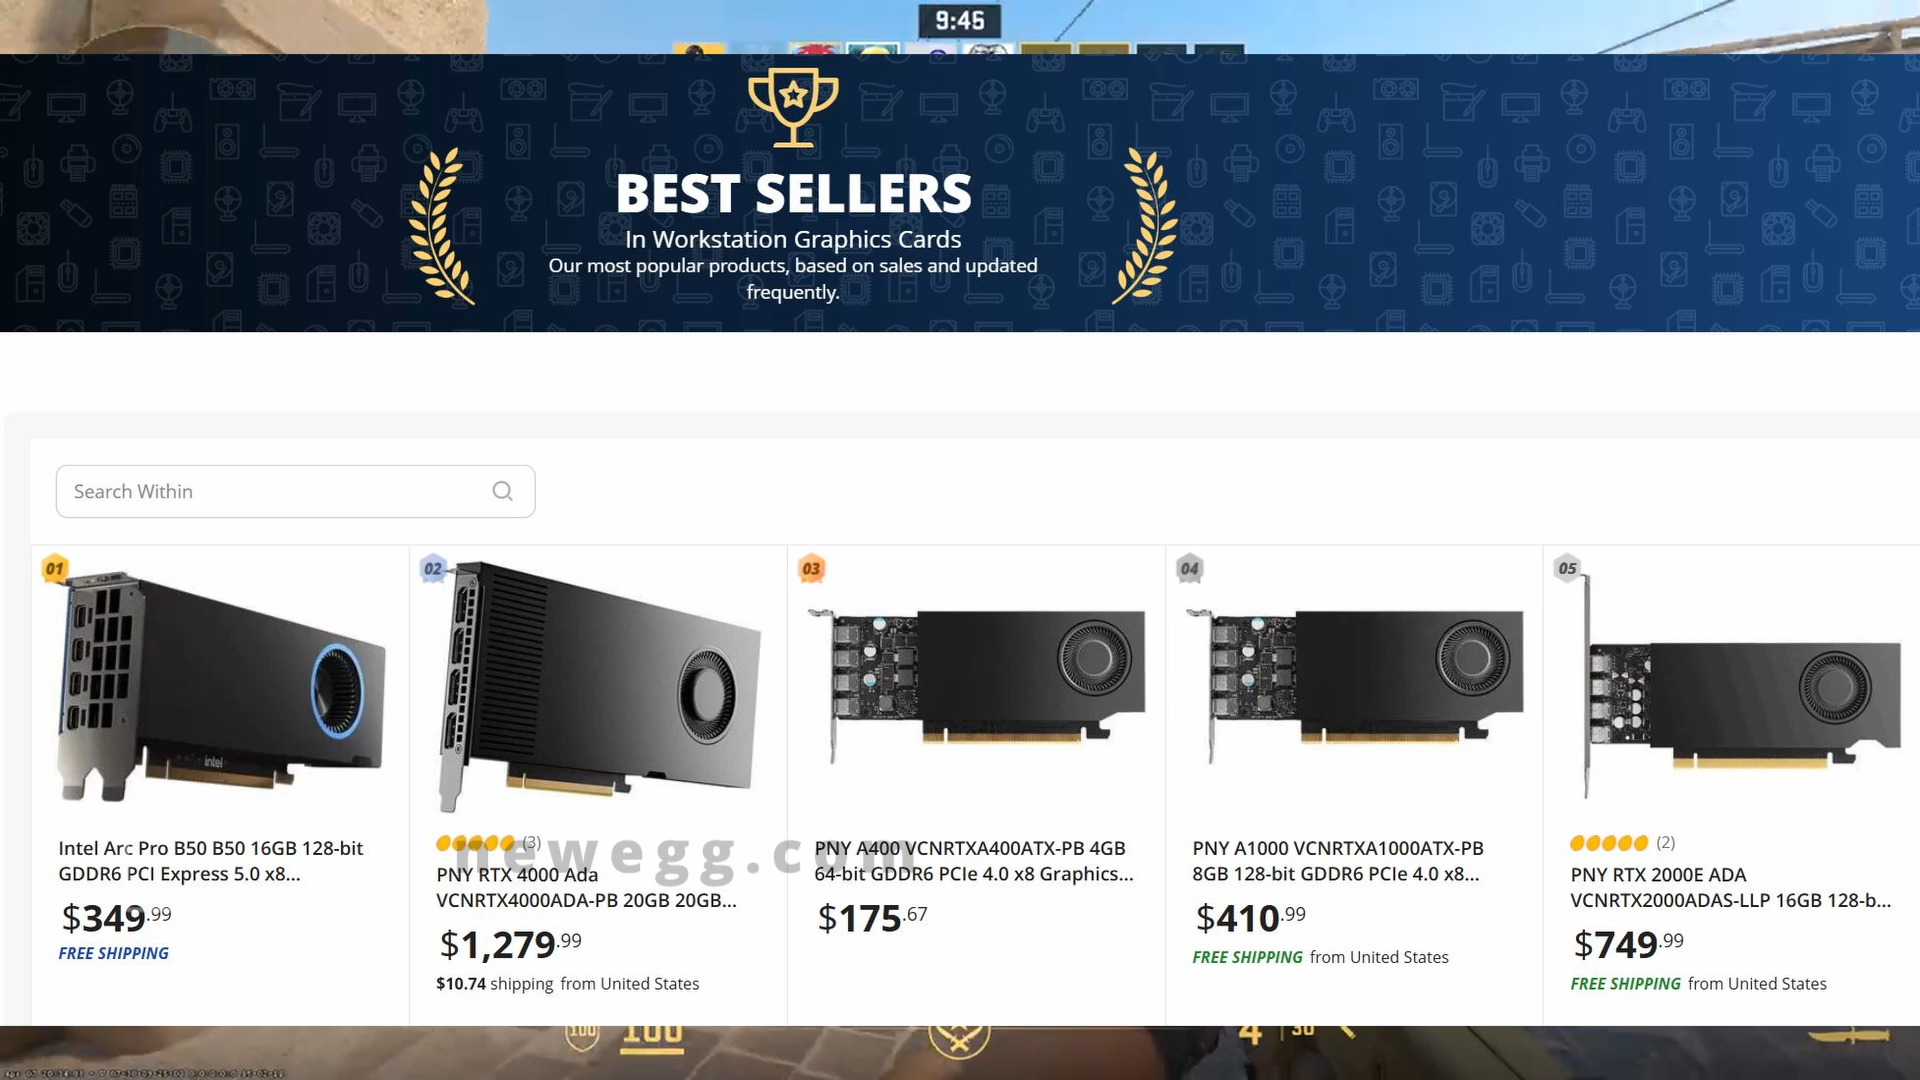 9:45
BEST SELLERS
In Workstation Graphics Cards
Our most popular products, based on sales and updated
frequently.
Search Within
01
02
03
04
05
intel
Intel Arc Pro B50 B50 16GB 128-bit
GDDR6 PCI Express 5.0 x8...
$349.99
FREE SHIPPING
(3)
PNY RTX 4000 Ada
VCNRTX4000ADA-PB 20GB 20GB...
$1,279.99
$10.74 shipping from United States
PNY A400 VCNRTXA400ATX-PB 4GB
64-bit GDDR6 PCIe 4.0 x8 Graphics...
$175.67
PNY A1000 VCNRTXA1000ATX-PB
8GB 128-bit GDDR6 PCIe 4.0 x8...
$410.99
FREE SHIPPING from United States
(2)
PNY RTX 2000E ADA
VCNRTX2000ADAS-LLP 16GB 128-b...
$749.99
FREE SHIPPING from United States
newegg.com
100
100
4
30